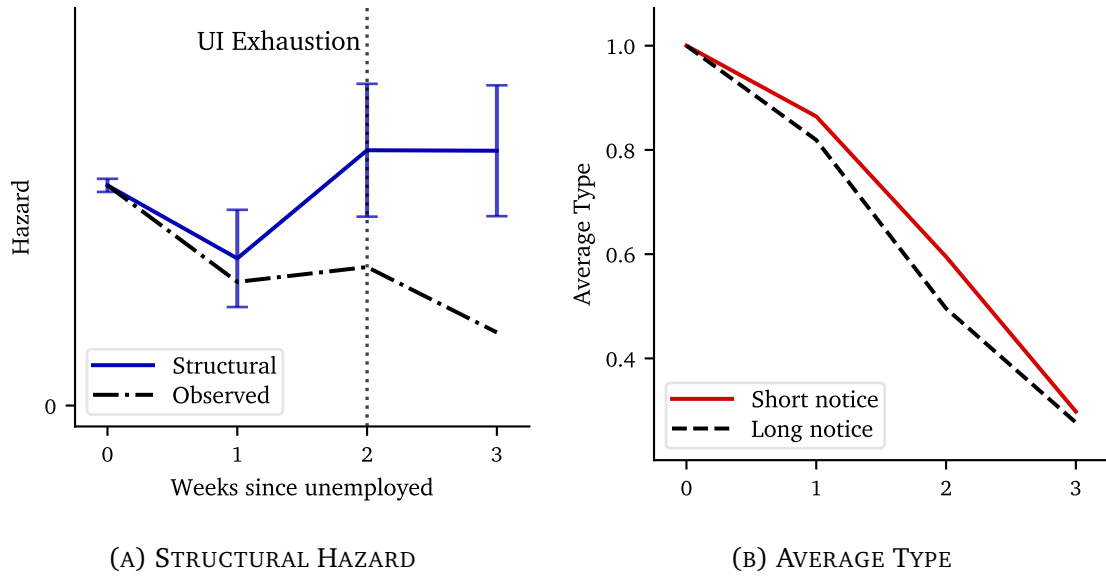 UI Exhaustion
Hazard
0
Structural
Observed
0 1 2 3
Weeks since unemployed
(A) STRUCTURAL HAZARD
1.0
0.8
0.6
0.4
Average Type
Short notice
Long notice
0 1 2 3
(B) AVERAGE TYPE